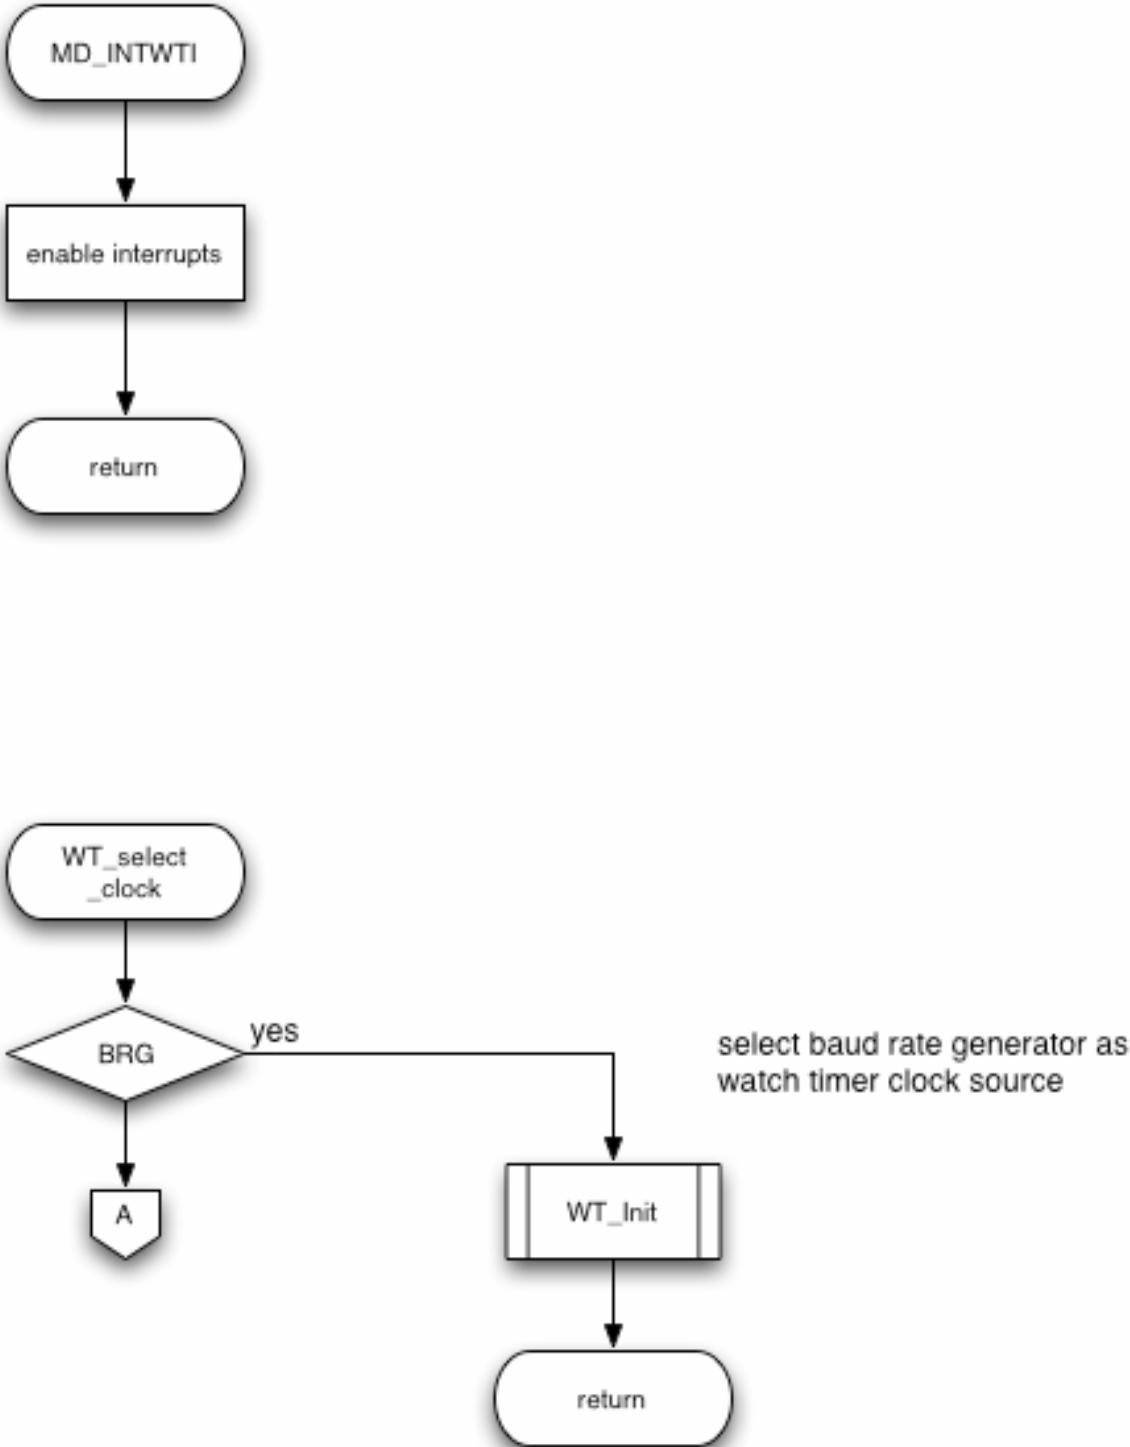 MD_INTWTI
enable interrupts
return
WT_select
_clock
BRG
yes
select baud rate generator as
watch timer clock source
A
WT_Init
return